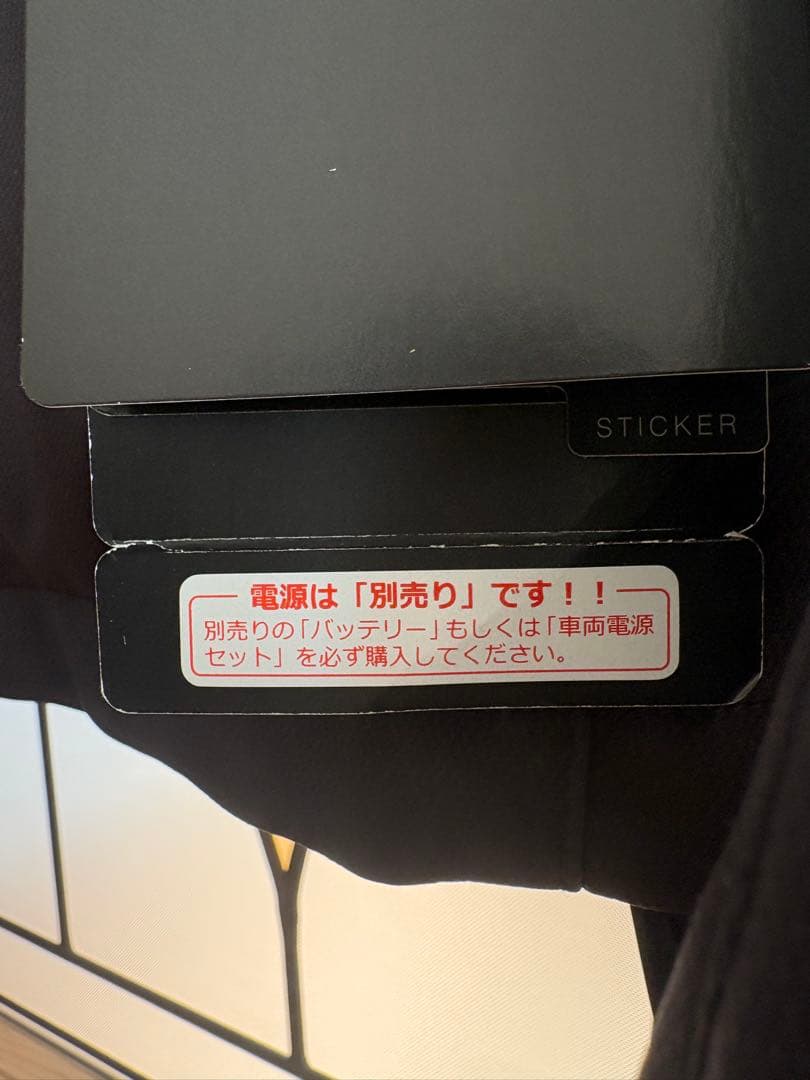 STICKER
電源は「別売り」です！！
別売りの「バッテリー」もしくは「車両電源
セット」を必ず購入してください。